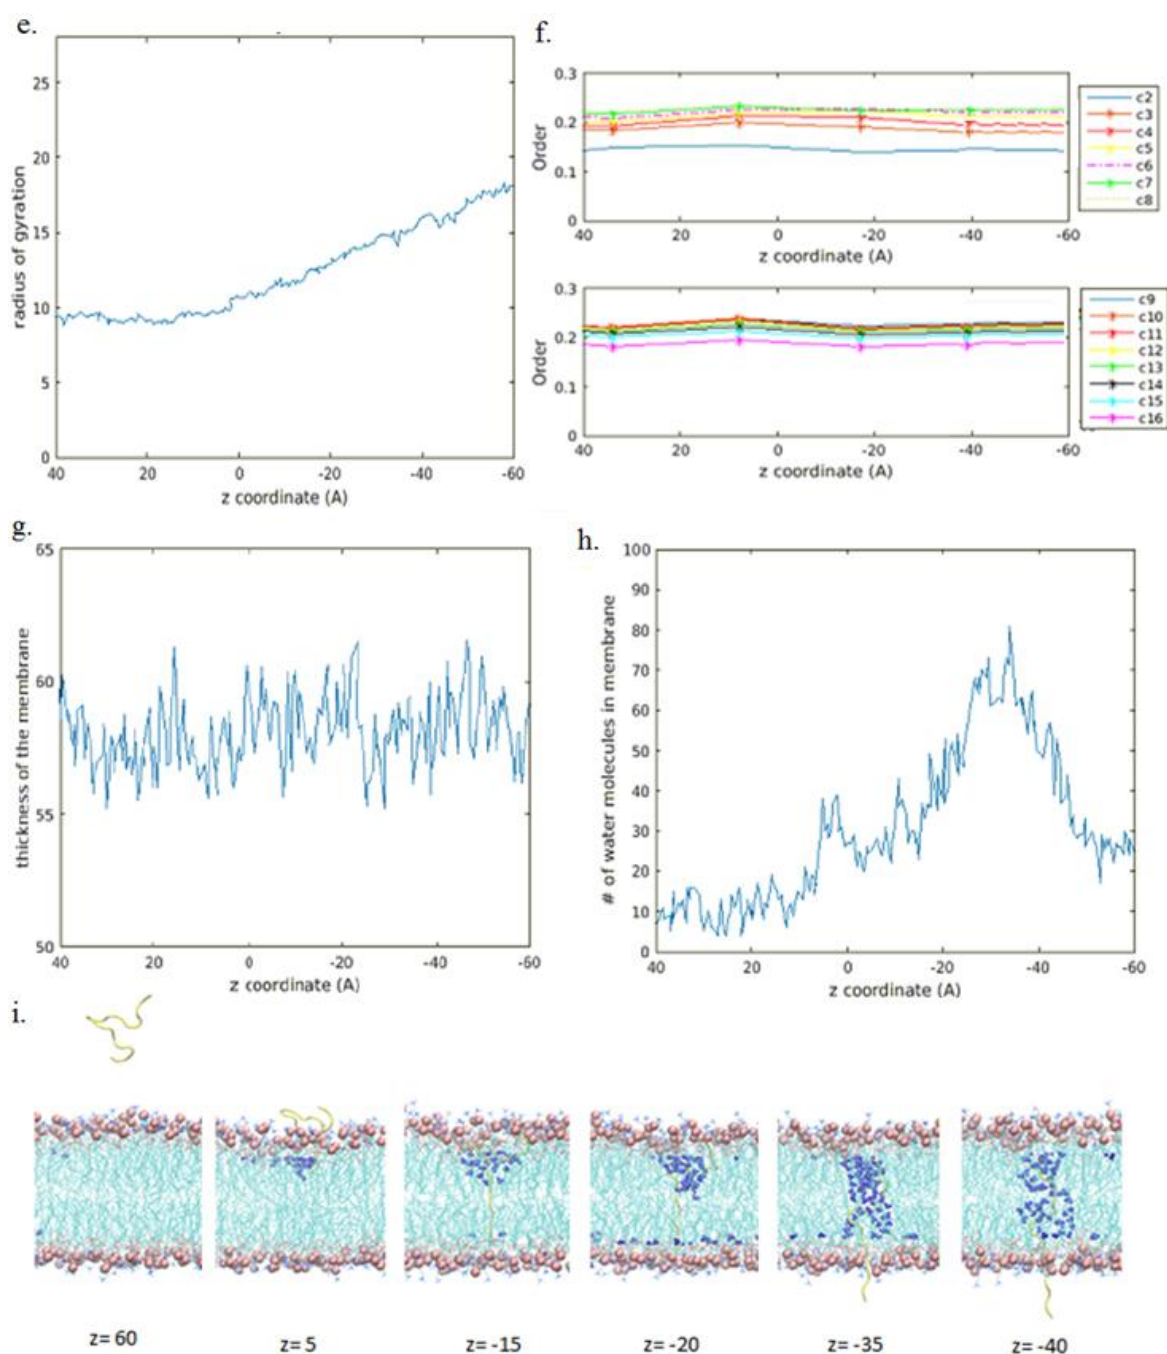 e.
radius of gyration
25
20
15
10
5
0
40 20 0 -20 -40 -60
z coordinate (A)
f.
Order
0.3
0.2
0.1
0
40 20 0 -20 -40 -60
z coordinate (A)
c2
c3
c4
c5
c6
c7
c8
Order
0.3
0.2
0.1
0
40 20 0 -20 -40 -60
z coordinate (A)
c9
c10
c11
c12
c13
c14
c15
c16
g.
thickness of the membrane
65
60
55
50
40 20 0 -20 -40 -60
z coordinate (A)
h.
# of water molecules in membrane
100
90
80
70
60
50
40
30
20
10
0
40 20 0 -20 -40 -60
z coordinate (A)
i.
z= 60 z= 5 z= -15 z= -20 z= -35 z= -40